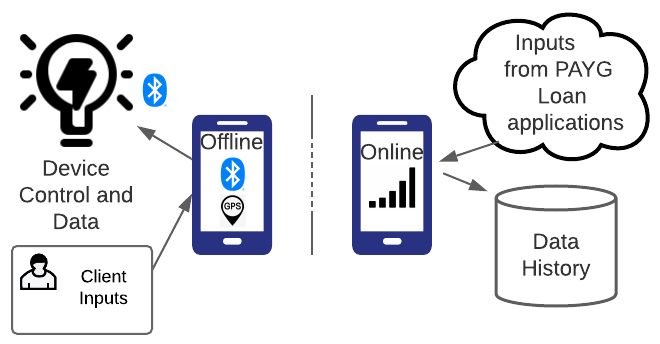 Device
Control and
Data
Client
Inputs
Offline
GPS
Online
Inputs
from PAYG
Loan
applications
Data
History